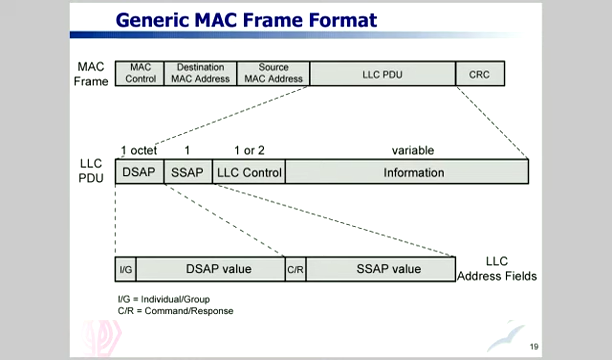 Generic MAC Frame Format
MAC Frame
MAC Control
Destination MAC Address
Source MAC Address
LLC PDU
CRC
1 octet
1
1 or 2
variable
LLC PDU
DSAP
SSAP
LLC Control
Information
I/G
DSAP value
C/R
SSAP value
LLC Address Fields
I/G = Individual/Group
C/R = Command/Response
19